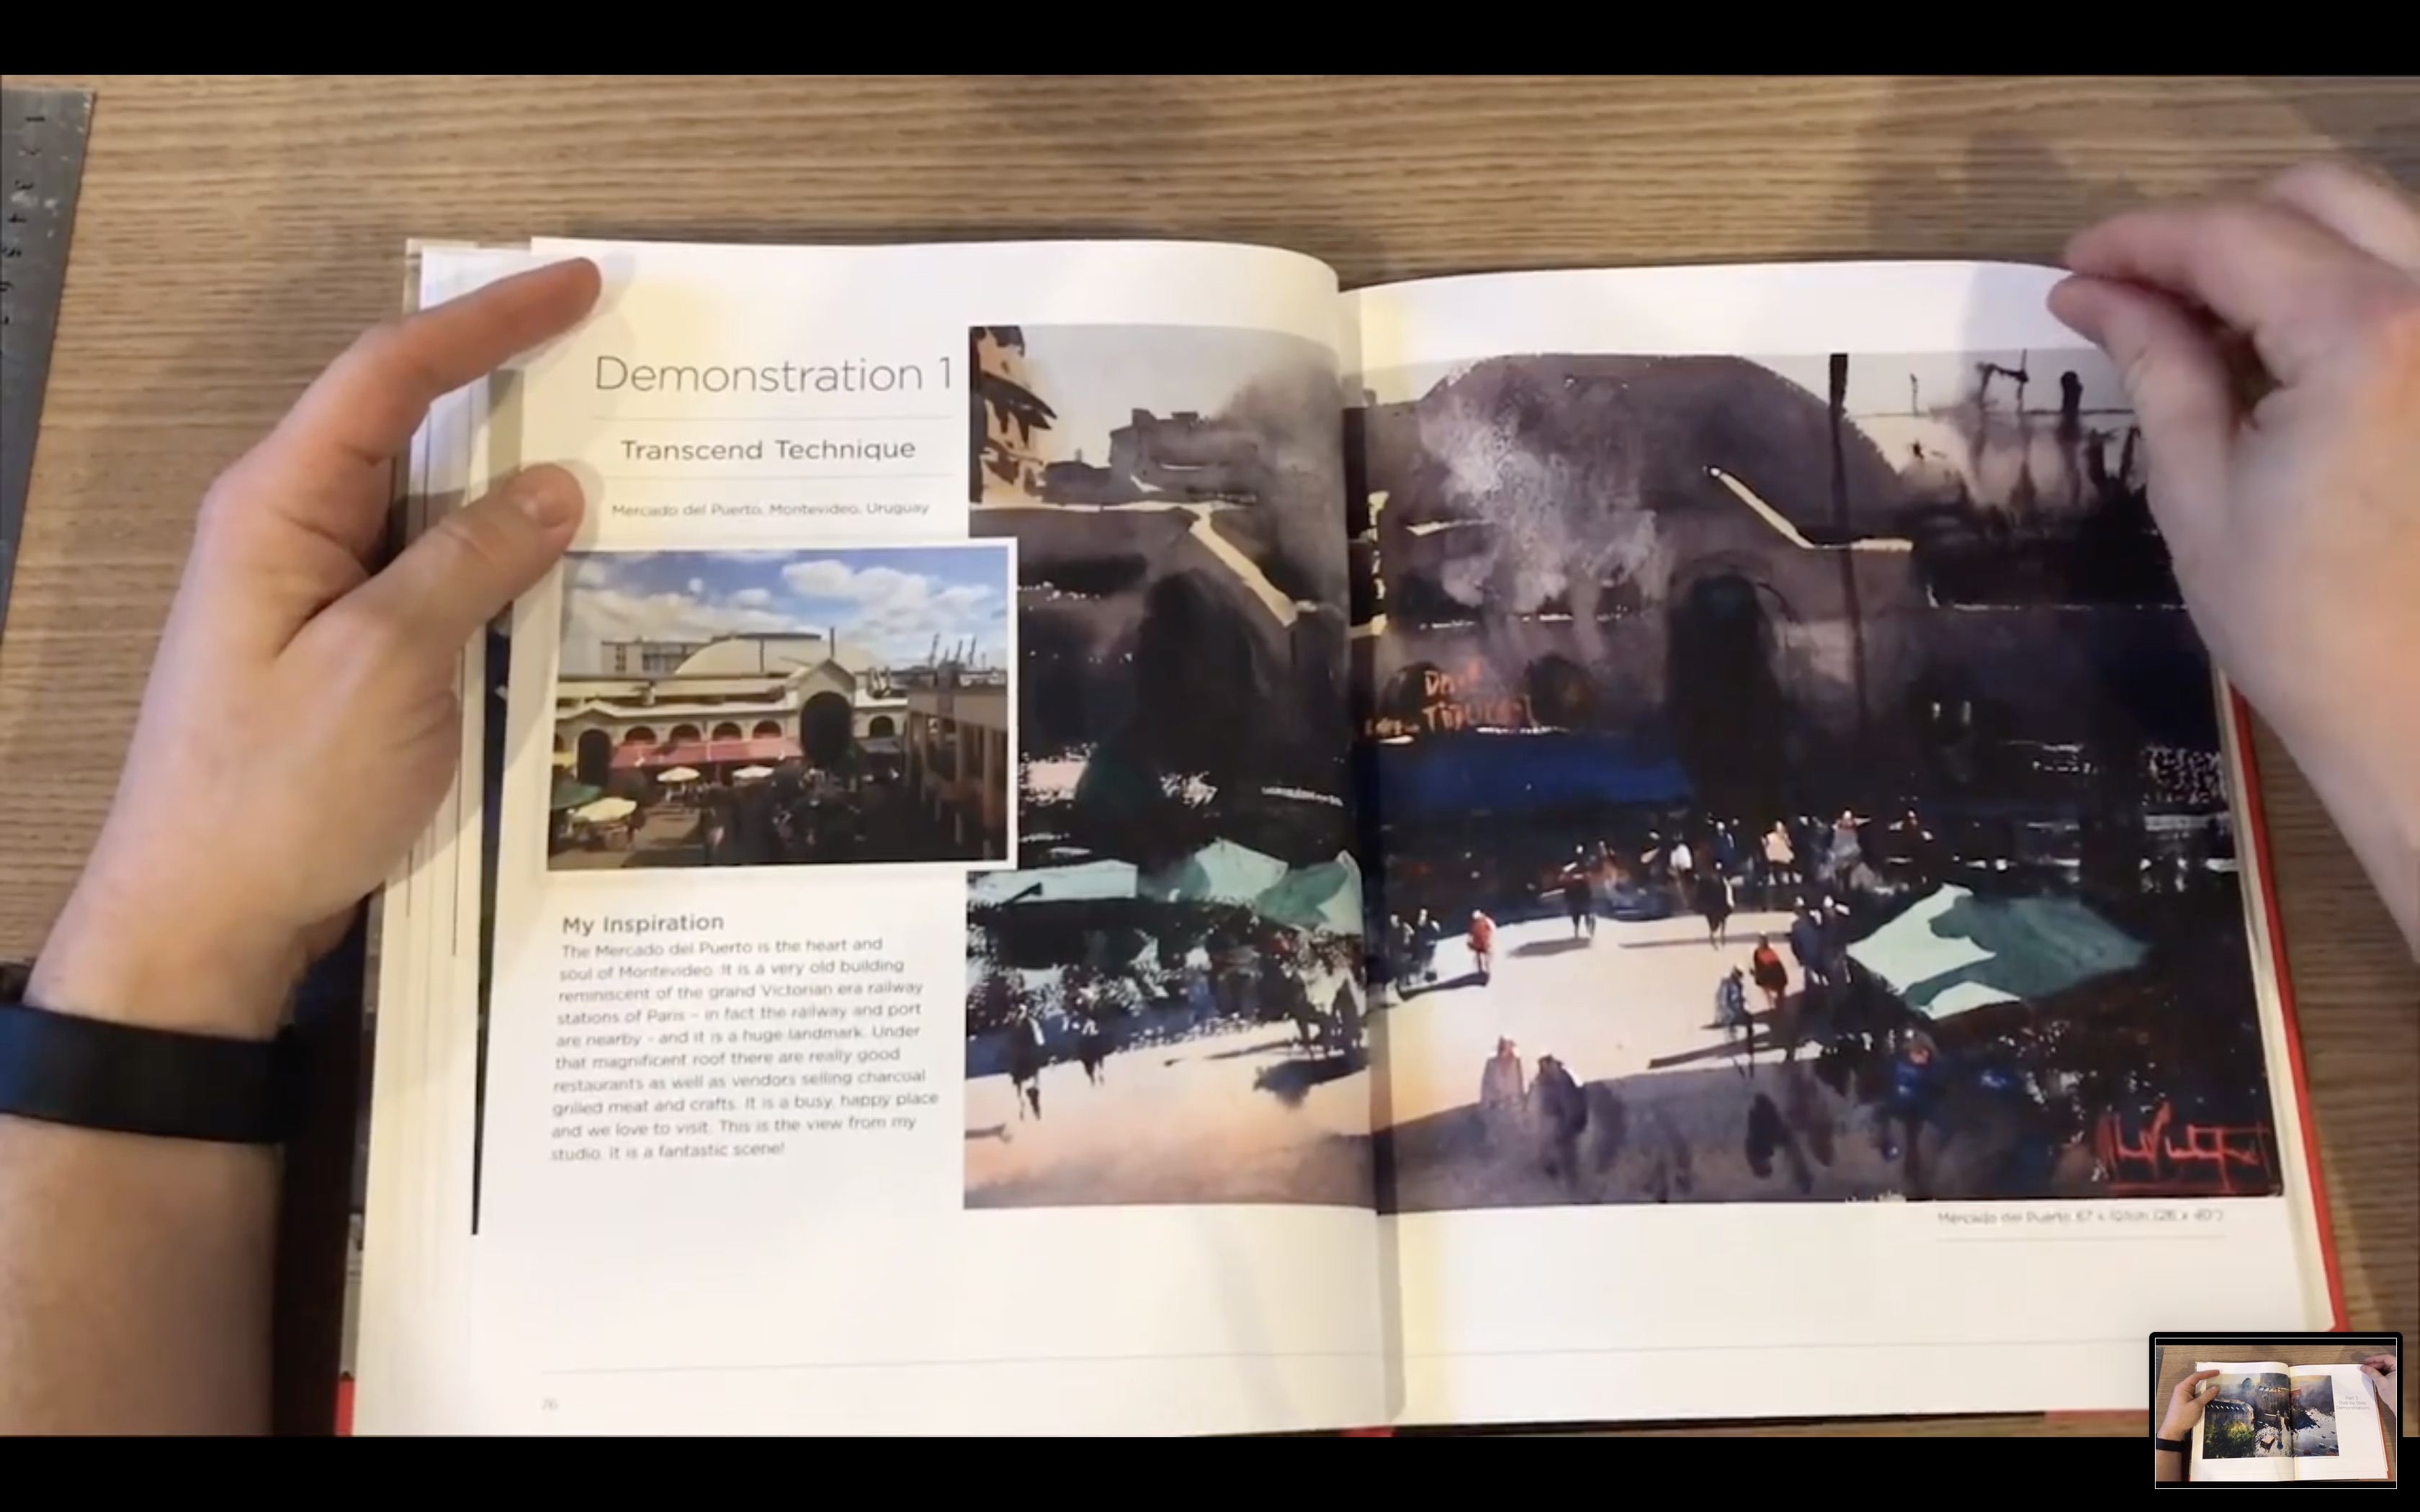 Demonstration 1
Transcend Technique
Mercado del Puerto, Montevideo, Uruguay
My Inspiration
The Mercado del Puerto is the heart and
soul of Montevideo. It is a very old building
reminiscent of the grand Victorian era railway
stations of Paris – in fact the railway and port
are nearby – and it is a huge landmark. Under
that magnificent roof there are really good
restaurants as well as vendors selling charcoal
grilled meat and crafts. It is a busy, happy place
and we love to visit. This is the view from my
studio. It is a fantastic scene!
76
Mercado del Puerto, 67 x